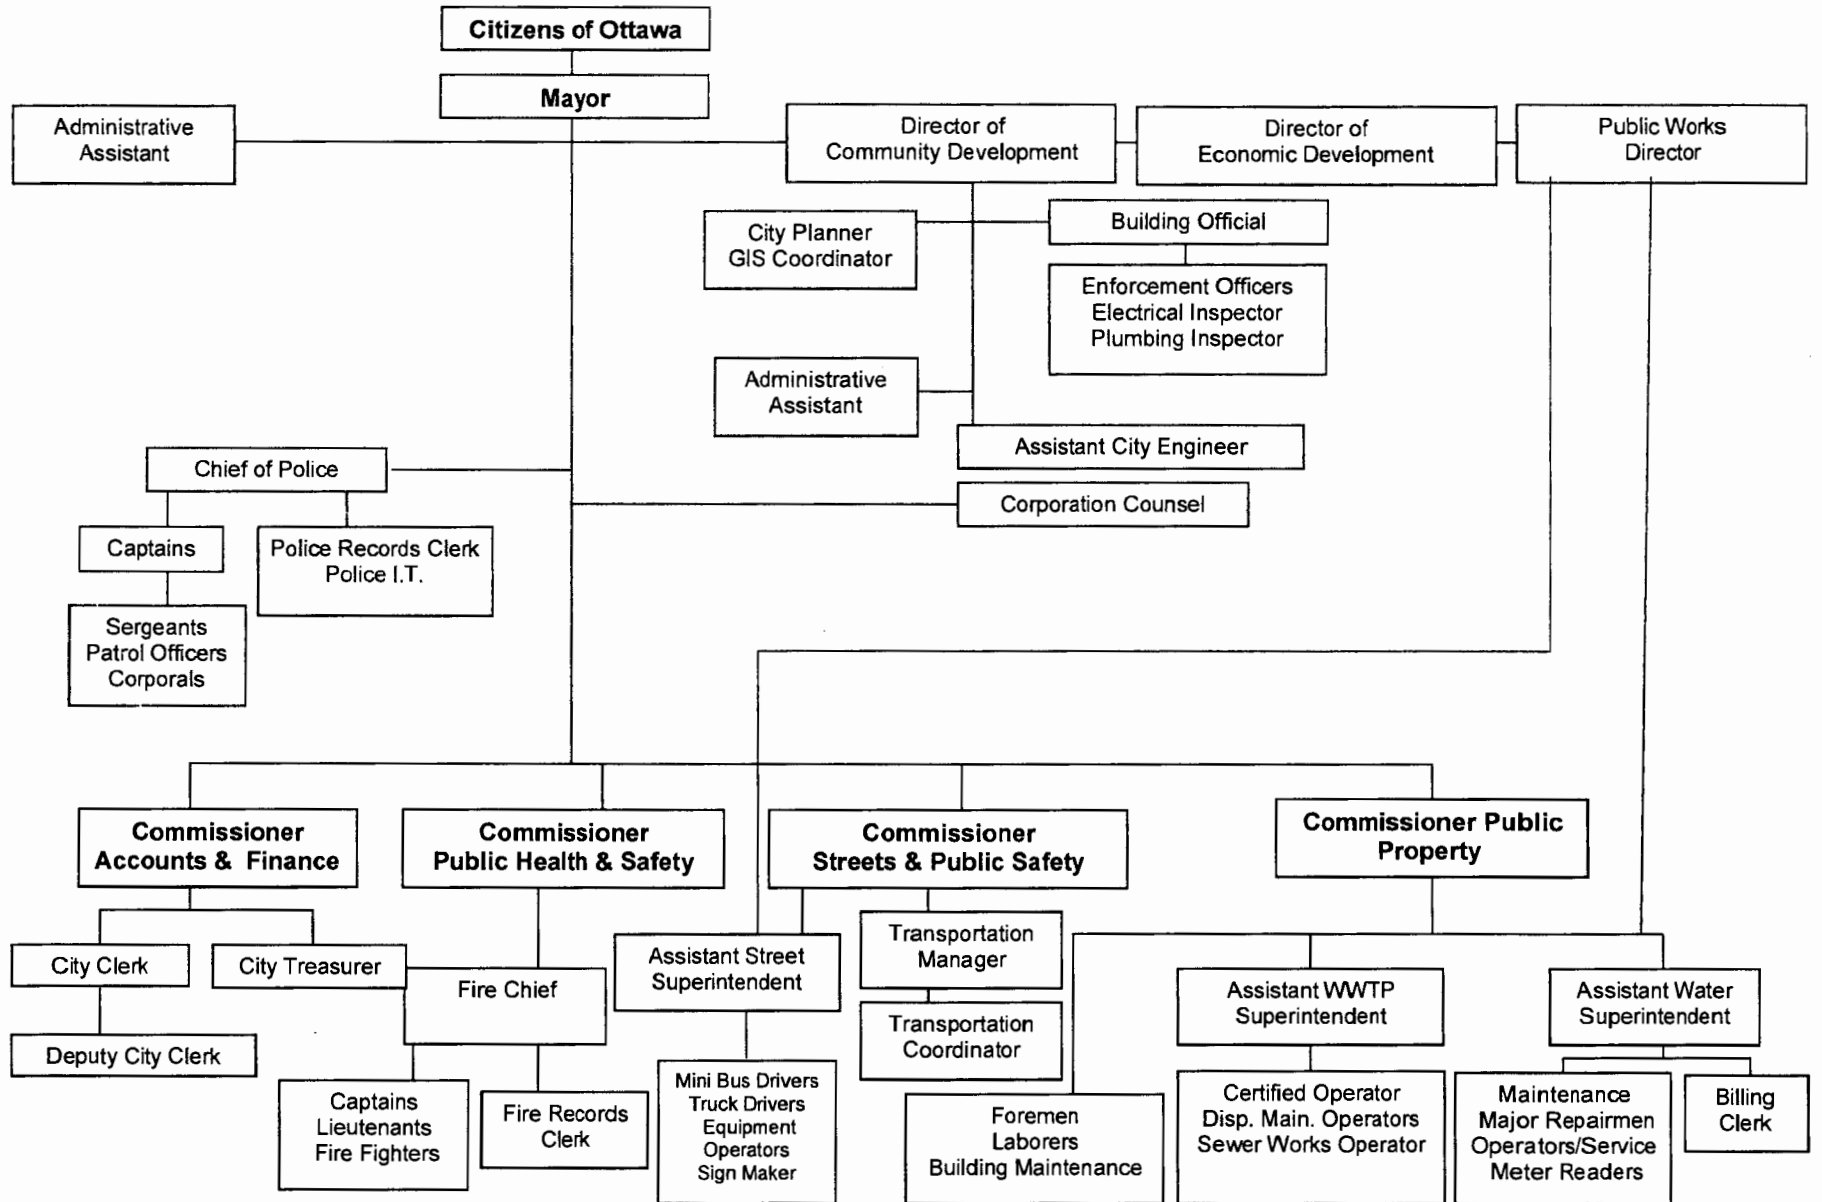 Citizens of Ottawa
Mayor
Administrative
Assistant
Director of
Community Development
Director of
Economic Development
Public Works
Director
City Planner
GIS Coordinator
Building Official
Enforcement Officers
Electrical Inspector
Plumbing Inspector
Administrative
Assistant
Assistant City Engineer
Chief of Police
Corporation Counsel
Captains
Police Records Clerk
Police I.T.
Sergeants
Patrol Officers
Corporals
Commissioner
Accounts & Finance
Commissioner
Public Health & Safety
Commissioner
Streets & Public Safety
Commissioner Public
Property
City Clerk
City Treasurer
Fire Chief
Assistant Street
Superintendent
Transportation
Manager
Assistant WWTP
Superintendent
Assistant Water
Superintendent
Deputy City Clerk
Transportation
Coordinator
Captains
Lieutenants
Fire Fighters
Fire Records
Clerk
Mini Bus Drivers
Truck Drivers
Equipment
Operators
Sign Maker
Foremen
Laborers
Building Maintenance
Certified Operator
Disp. Main. Operators
Sewer Works Operator
Maintenance
Major Repairmen
Operators/Service
Meter Readers
Billing
Clerk